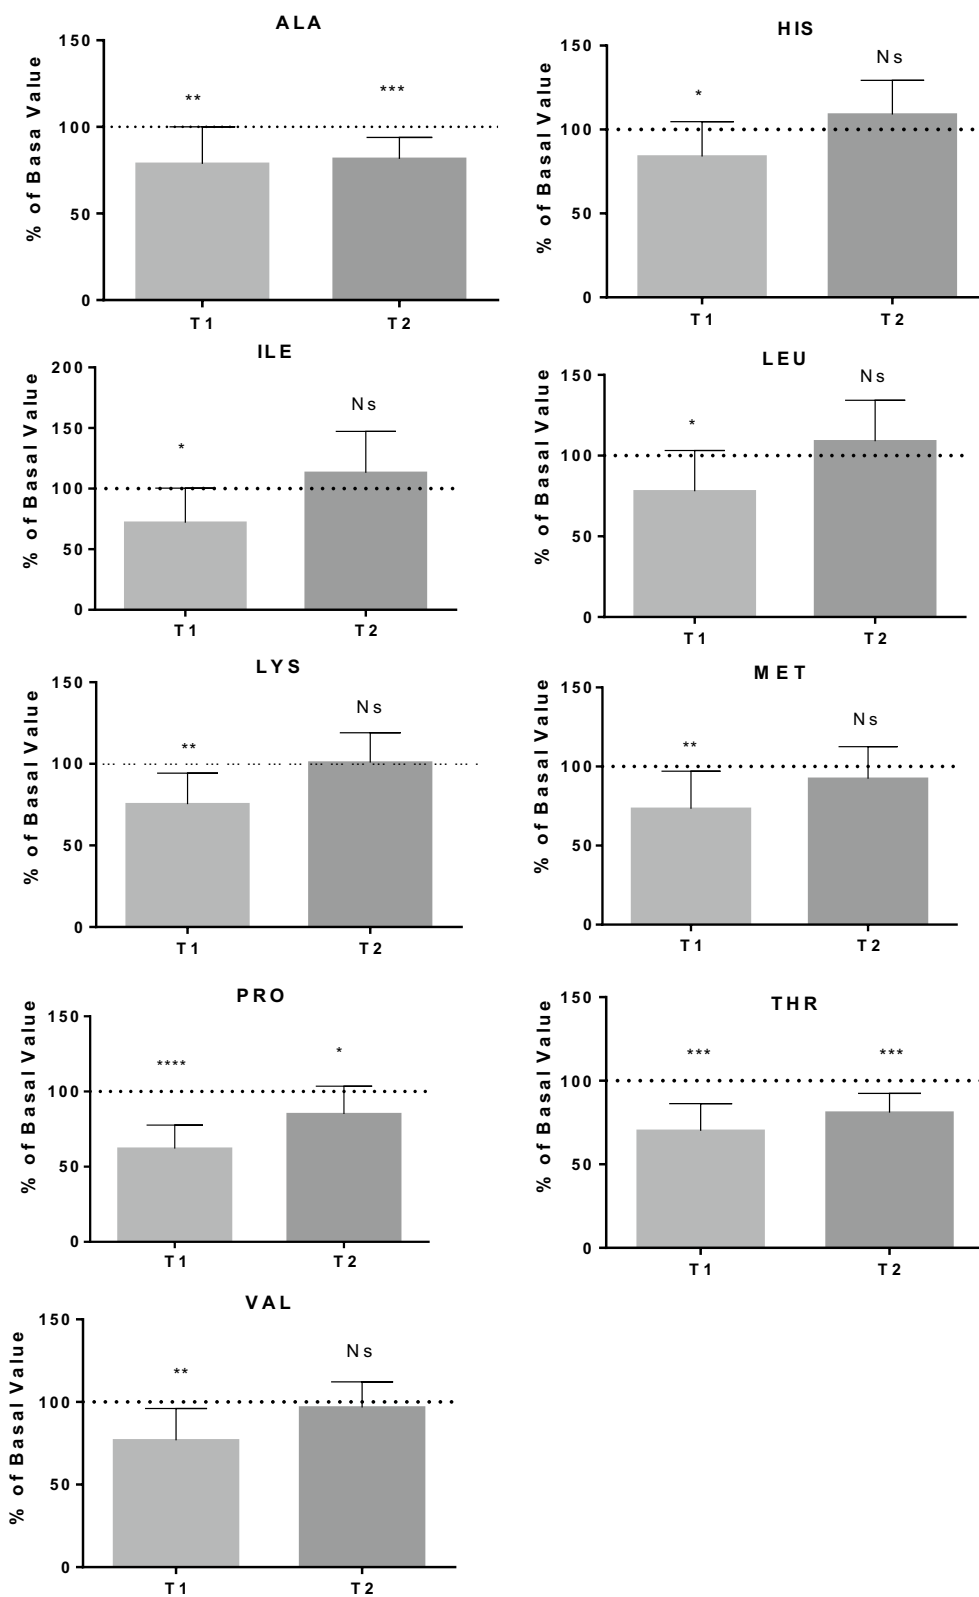 ALA
% of Basa Value
150
100
50
0
**
***
T1
T2
HIS
% of Basal Value
150
100
50
0
*
Ns
T1
T2
ILE
% of Basal Value
200
150
100
50
0
*
Ns
T1
T2
LEU
% of Basal Value
150
100
50
0
*
Ns
T1
T2
LYS
% of Basal Value
150
100
50
0
**
Ns
T1
T2
MET
% of Basal Value
150
100
50
0
**
Ns
T1
T2
PRO
% of Basal Value
150
100
50
0
****
*
T1
T2
THR
% of Basal Value
150
100
50
0
***
***
T1
T2
VAL
% of Basal Value
150
100
50
0
**
Ns
T1
T2